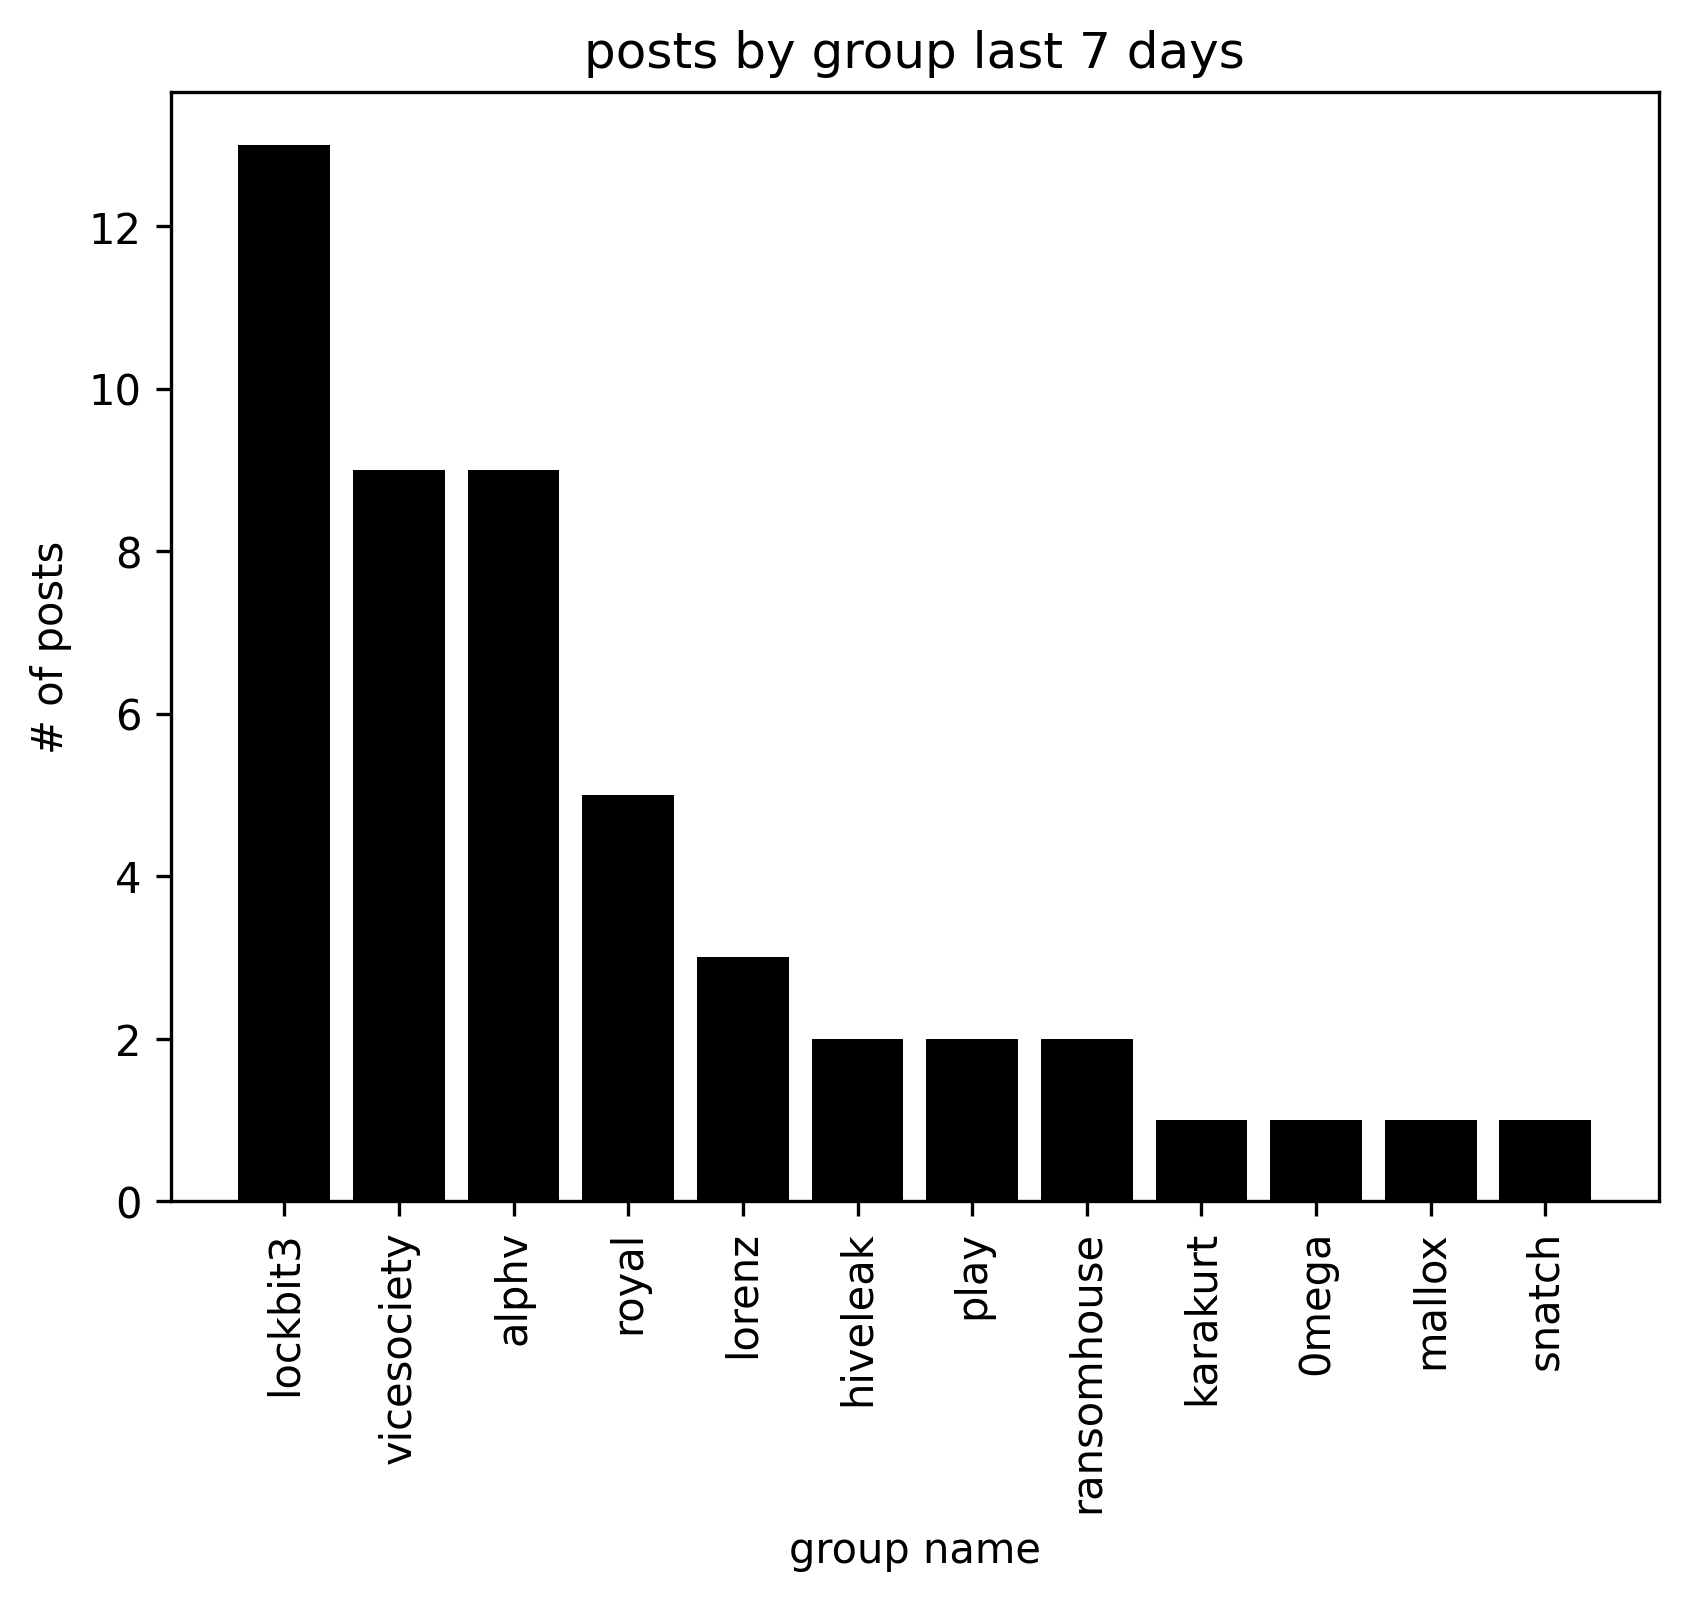 posts by group last 7 days
# of posts
12
10
8
6
4
2
0
lockbit3
vicesociety
alphv
royal
lorenz
hiveleak
play
ransomhouse
karakurt
0mega
mallox
snatch
group name